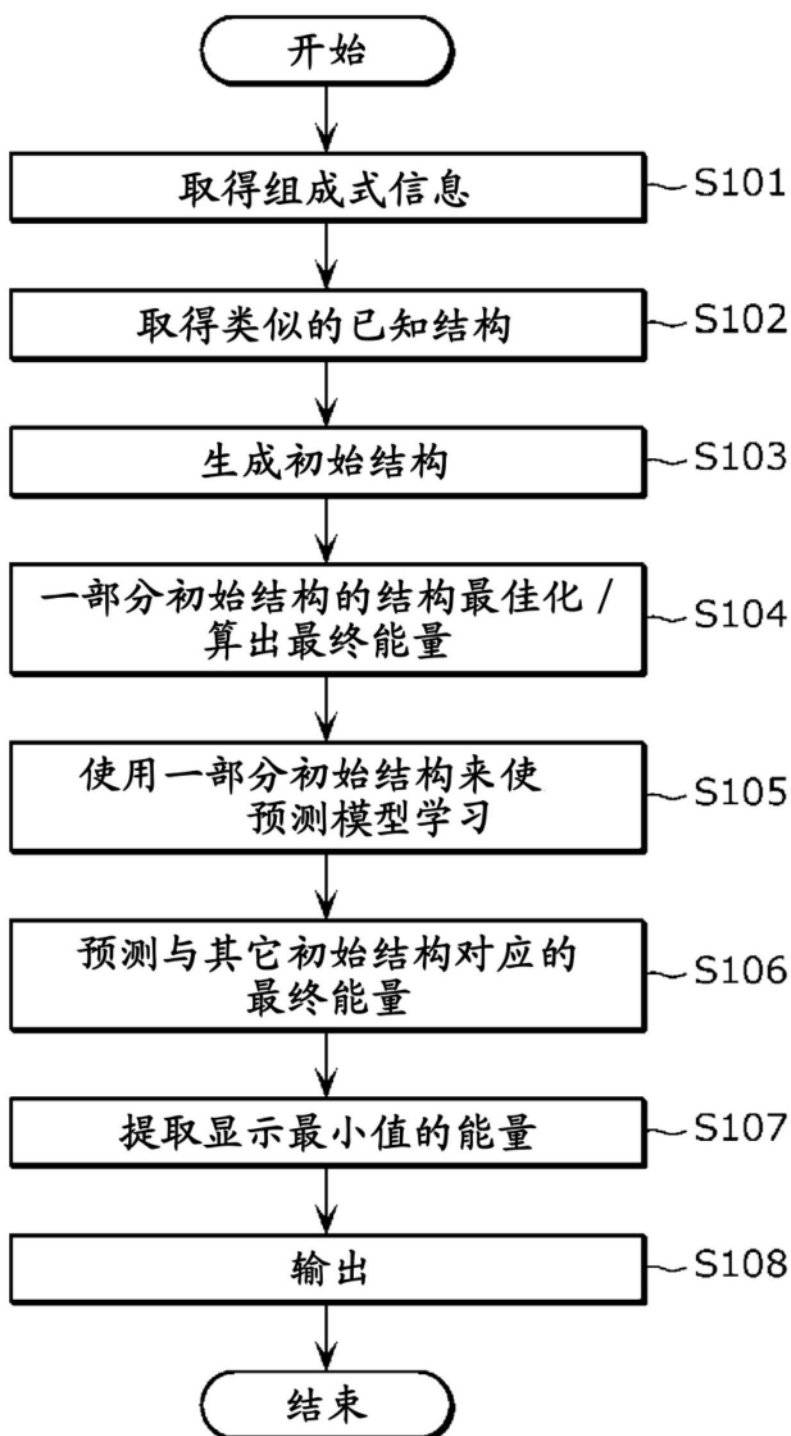 开始
取得组成式信息
S101
取得类似的已知结构
S102
生成初始结构
S103
一部分初始结构的结构最佳化 /
算出最终能量
S104
使用一部分初始结构来使
预测模型学习
S105
预测与其它初始结构对应的
最终能量
S106
提取显示最小值的能量
S107
输出
S108
结束